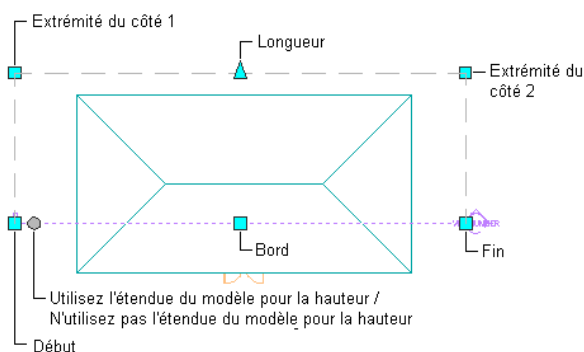 Extrémité du côté 1
Longueur
Extrémité du
côté 2
Bord
Fin
Utilisez l'étendue du modèle pour la hauteur /
N'utilisez pas l'étendue du modèle pour la hauteur
Début